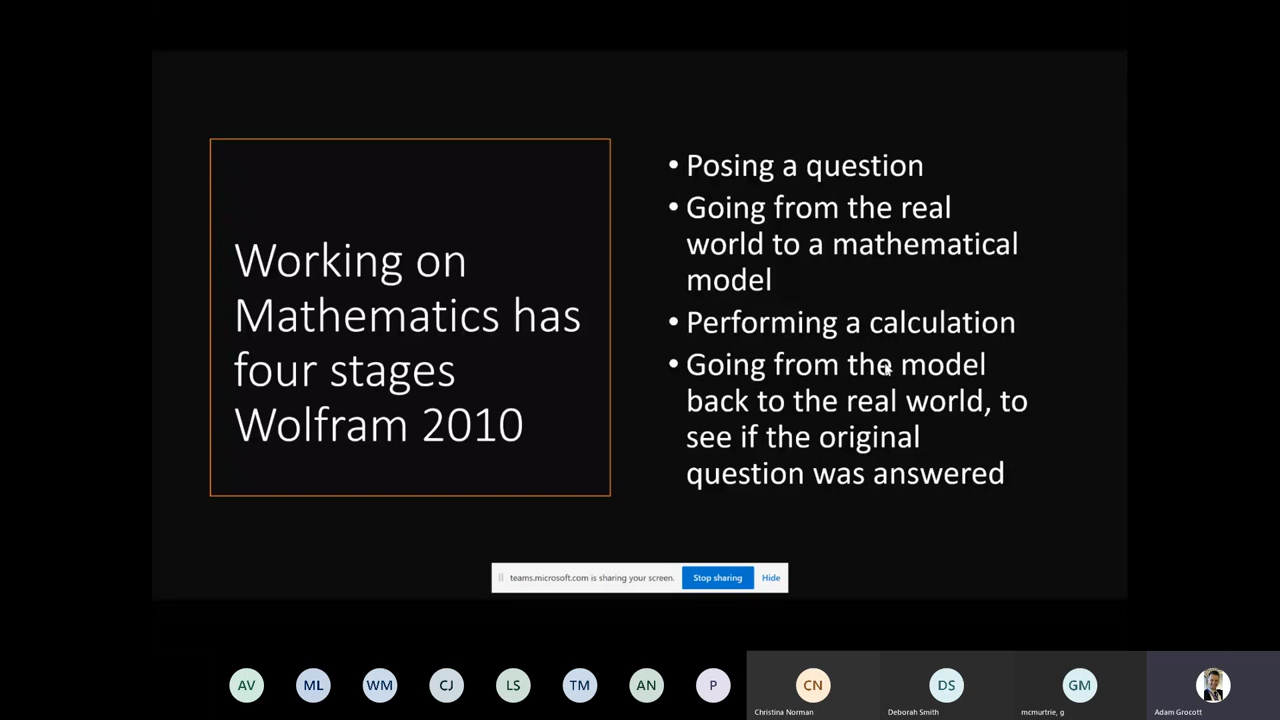 Working on
Mathematics has
four stages
Wolfram 2010
• Posing a question
• Going from the real
world to a mathematical
model
• Performing a calculation
• Going from the model
back to the real world, to
see if the original
question was answered
teams.microsoft.com is sharing your screen. Stop sharing Hide
AV ML WM CJ LS TM AN P CN DS GM
Christina Norman Deborah Smith mcmurtrie, g Adam Grocott